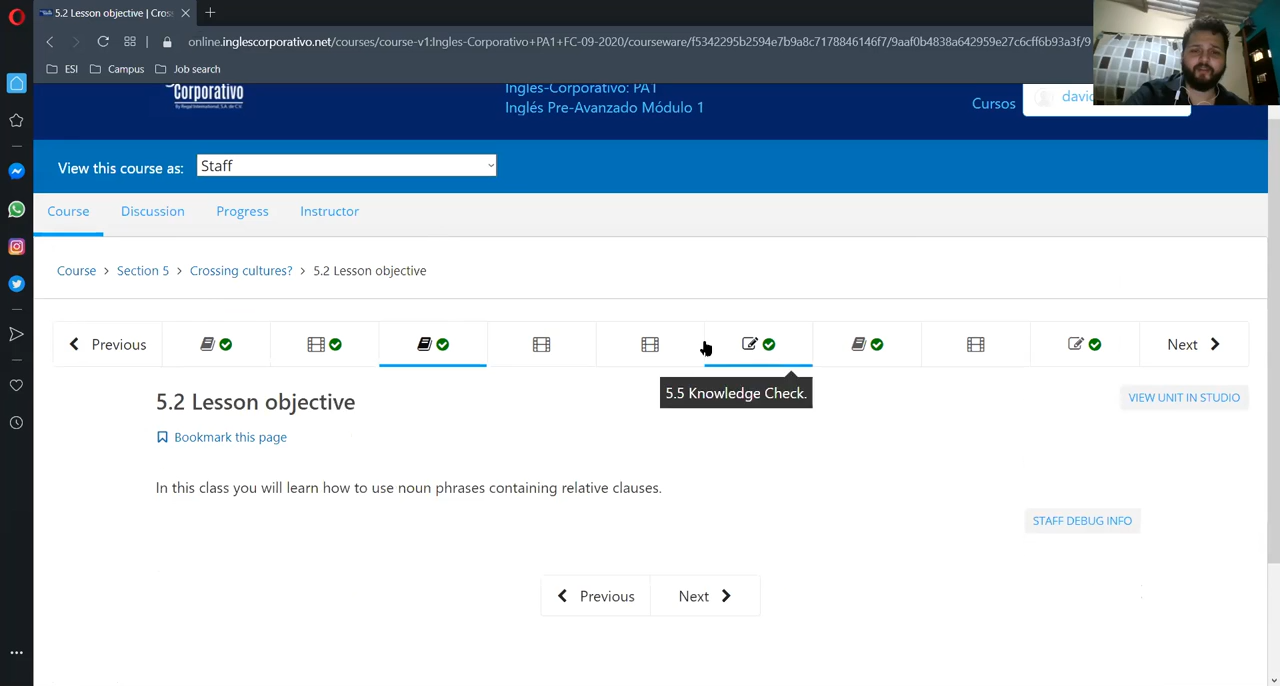 5.2 Lesson objective | Cros
online.inglescorporativo.net/courses/course-v1:Ingles-Corporativo+PA1+FC-09-2020/courseware/f5342295b2594e7b9a8c7178846146f7/9aaf0b4838a642959e27c6cff6b93a3f/9
ESI Campus Job search
Corporativo
Ingles-Corporativo: PA1
Inglés Pre-Avanzado Módulo 1
Cursos
david
View this course as: Staff
Course Discussion Progress Instructor
Course > Section 5 > Crossing cultures? > 5.2 Lesson objective
Previous Next
5.5 Knowledge Check.
5.2 Lesson objective
VIEW UNIT IN STUDIO
Bookmark this page
In this class you will learn how to use noun phrases containing relative clauses.
STAFF DEBUG INFO
Previous Next